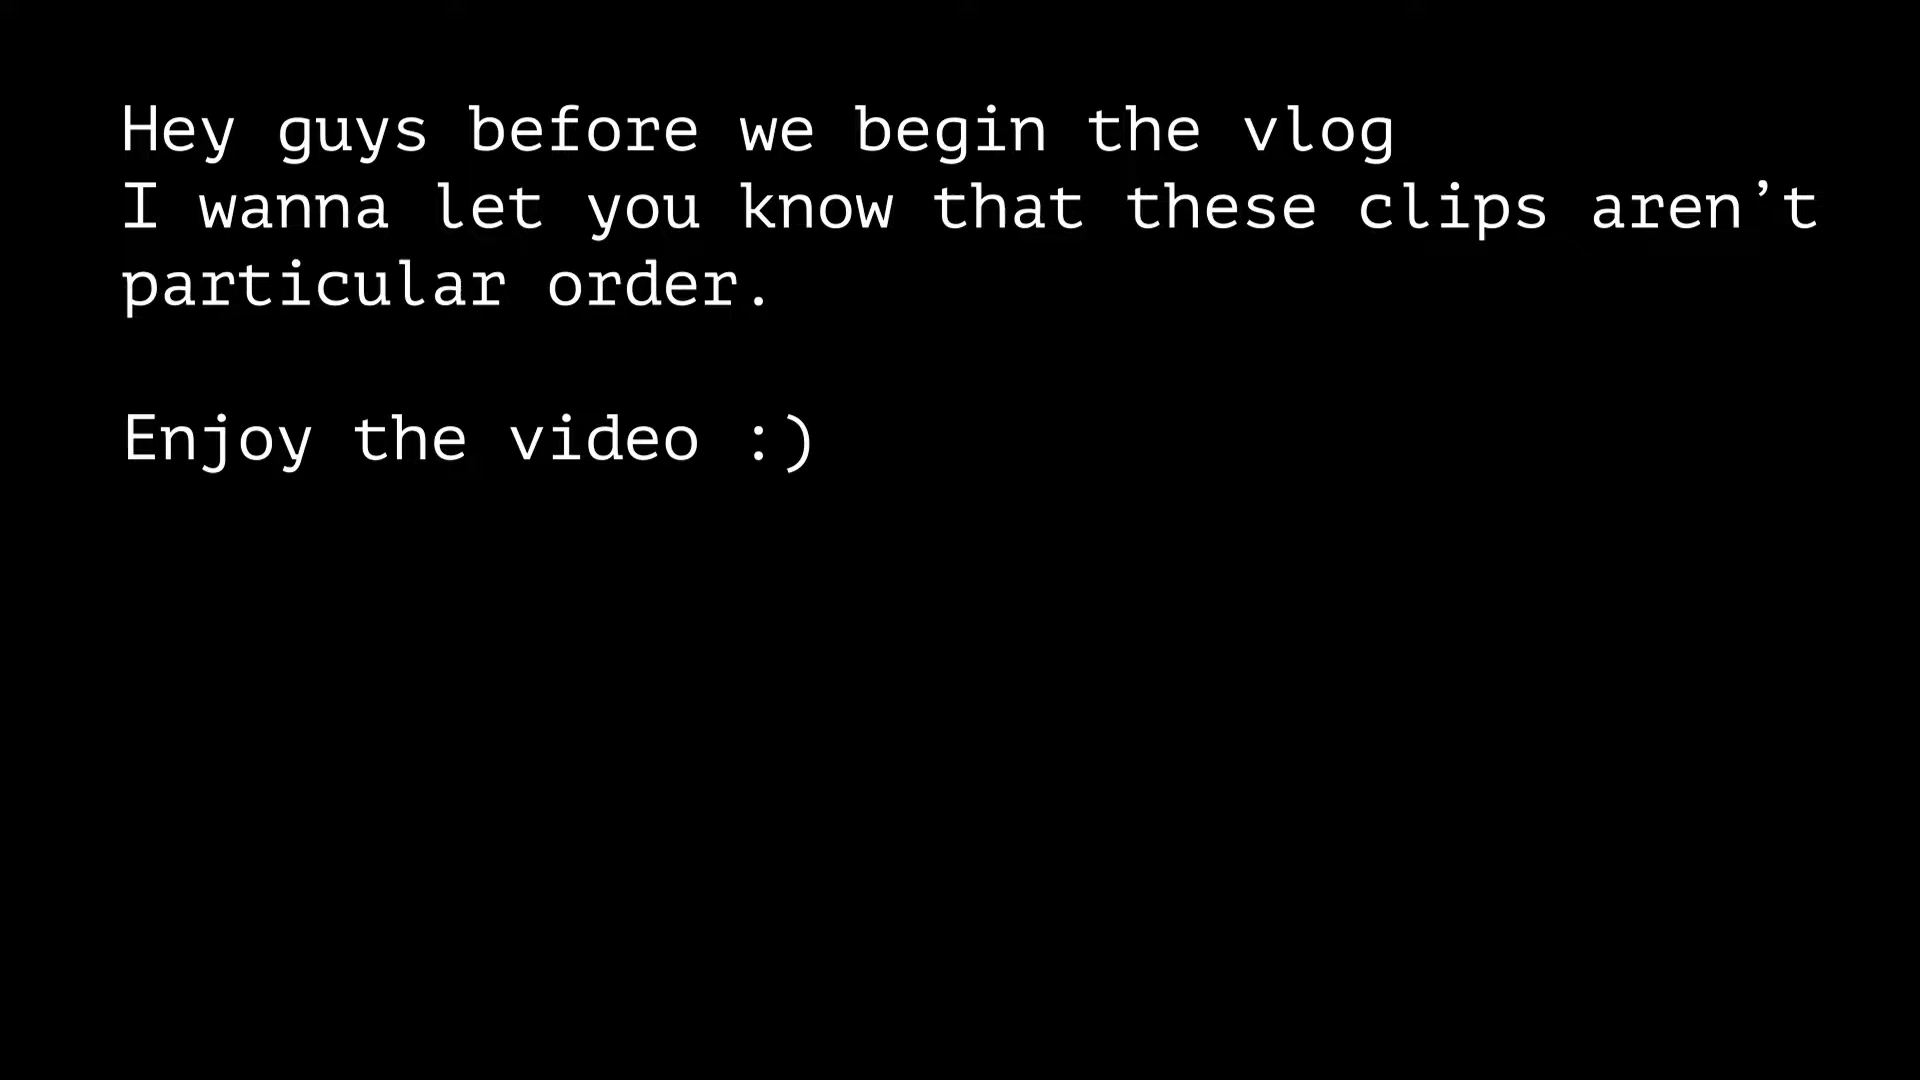 Hey guys before we begin the vlog
I wanna let you know that these clips aren’t
particular order.
Enjoy the video :)